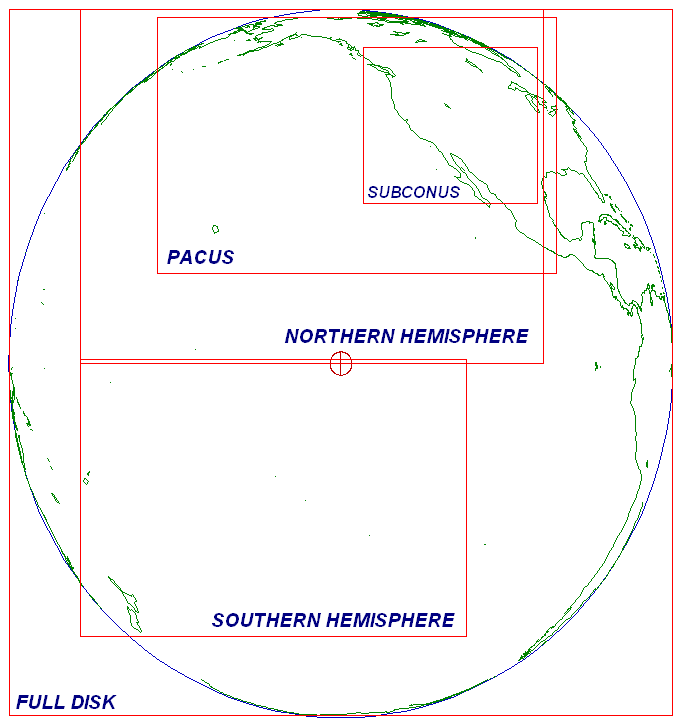 SUBCONUS
PACUS
NORTHERN HEMISPHERE
SOUTHERN HEMISPHERE
FULL DISK